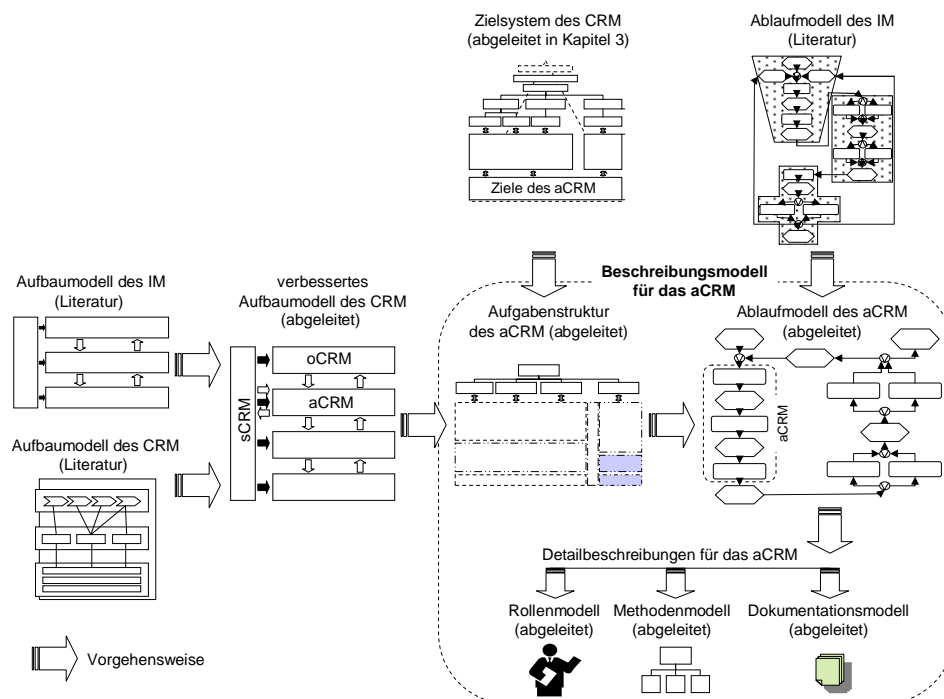 Zielsystem des CRM
(abgeleitet in Kapitel 3)
Ablaufmodell des IM
(Literatur)
Ziele des aCRM
Aufbaumodell des IM
(Literatur)
verbessertes
Aufbaumodell des CRM
(abgeleitet)
Beschreibungsmodell
für das aCRM
Aufgabenstruktur
des aCRM (abgeleitet)
Ablaufmodell des aCRM
(abgeleitet)
sCRM
oCRM
aCRM
aCRM
Aufbaumodell des CRM
(Literatur)
Detailbeschreibungen für das aCRM
Rollenmodell
(abgeleitet)
Methodenmodell
(abgeleitet)
Dokumentationsmodell
(abgeleitet)
Vorgehensweise